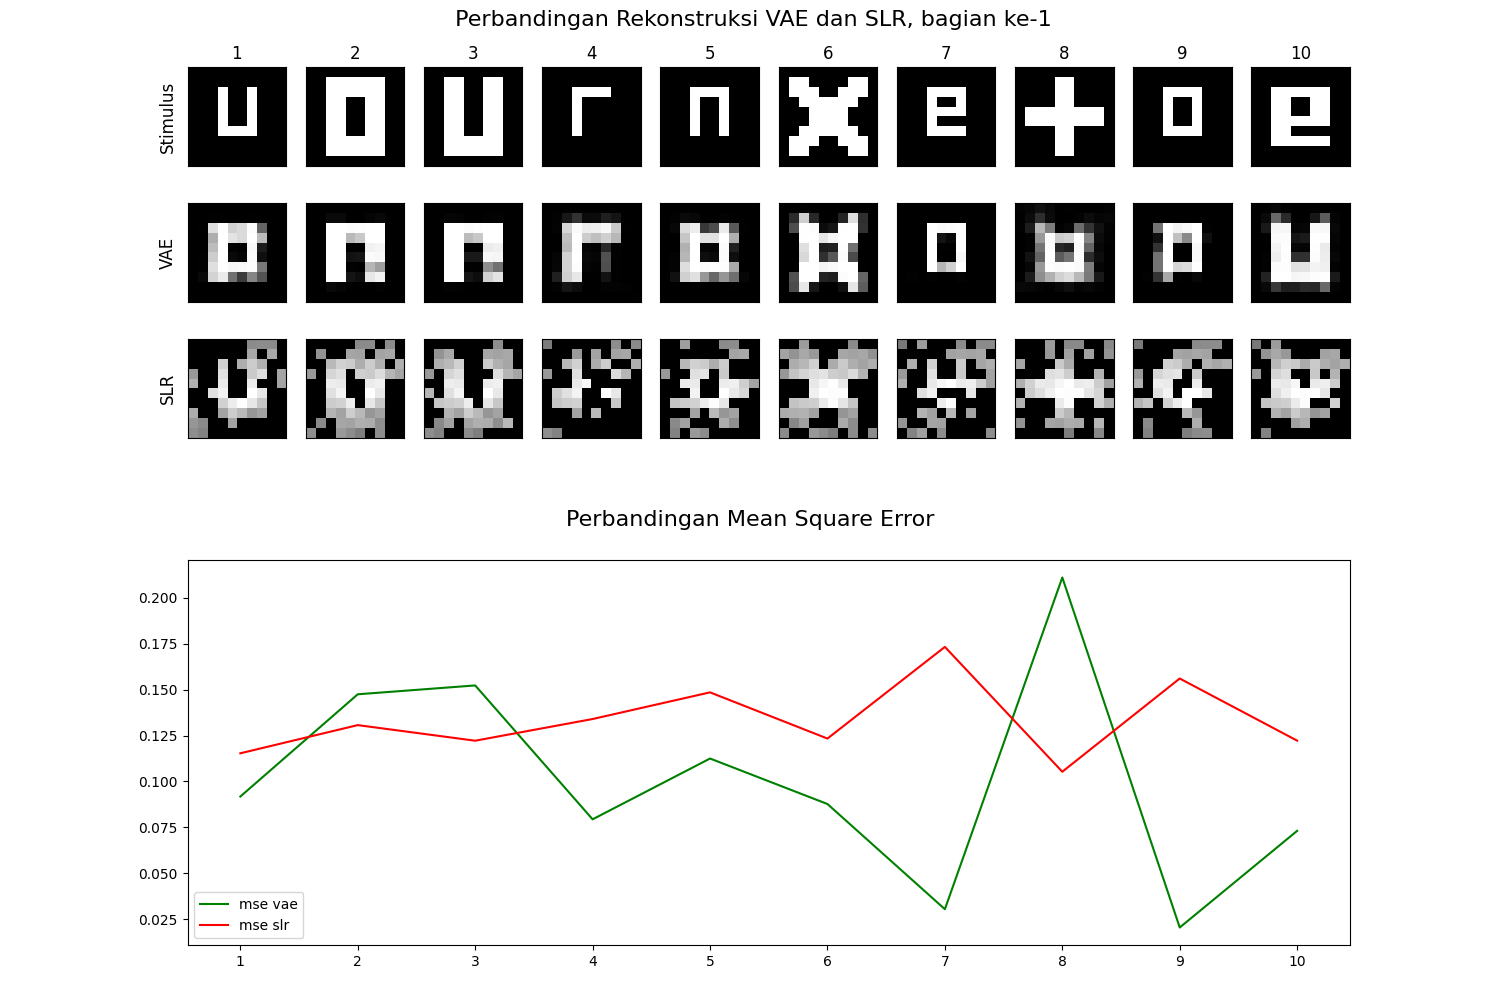 Perbandingan Rekonstruksi VAE dan SLR, bagian ke-1
1 2 3 4 5 6 7 8 9 10
Stimulus
VAE
SLR
Perbandingan Mean Square Error
0.200
0.175
0.150
0.125
0.100
0.075
0.050
0.025
mse vae
mse slr
1 2 3 4 5 6 7 8 9 10